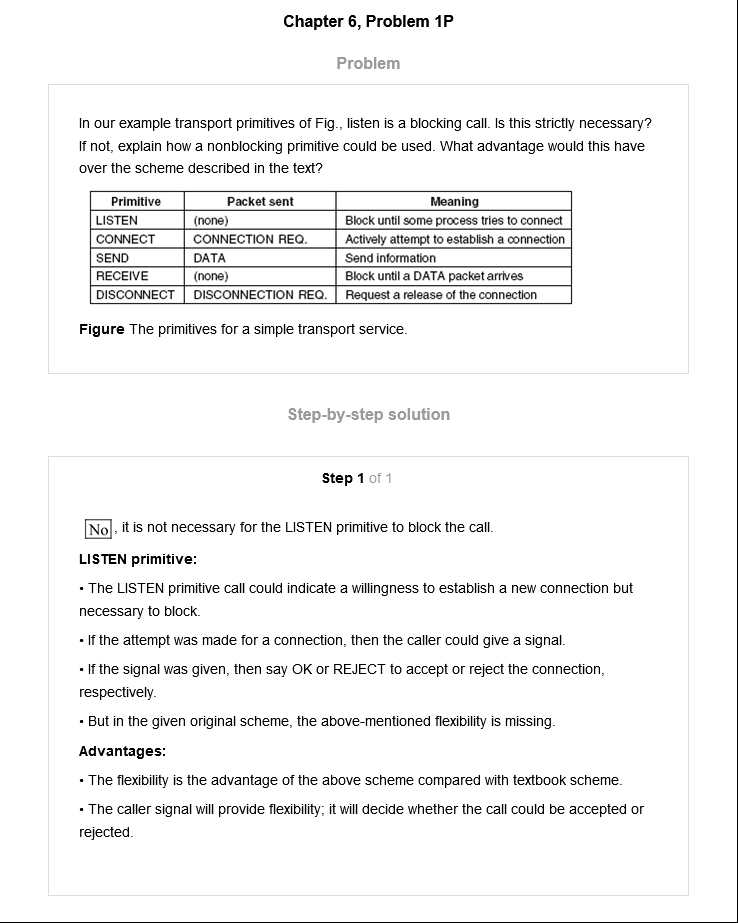 Chapter 6, Problem 1P
Problem
In our example transport primitives of Fig., listen is a blocking call. Is this strictly necessary?
If not, explain how a nonblocking primitive could be used. What advantage would this have
over the scheme described in the text?
Primitive Packet sent Meaning
LISTEN (none) Block until some process tries to connect
CONNECT CONNECTION REQ. Actively attempt to establish a connection
SEND DATA Send information
RECEIVE (none) Block until a DATA packet arrives
DISCONNECT DISCONNECTION REQ. Request a release of the connection
Figure The primitives for a simple transport service.
Step-by-step solution
Step 1 of 1
No, it is not necessary for the LISTEN primitive to block the call.
LISTEN primitive:
• The LISTEN primitive call could indicate a willingness to establish a new connection but
necessary to block.
• If the attempt was made for a connection, then the caller could give a signal.
• If the signal was given, then say OK or REJECT to accept or reject the connection,
respectively.
• But in the given original scheme, the above-mentioned flexibility is missing.
Advantages:
• The flexibility is the advantage of the above scheme compared with textbook scheme.
• The caller signal will provide flexibility; it will decide whether the call could be accepted or
rejected.